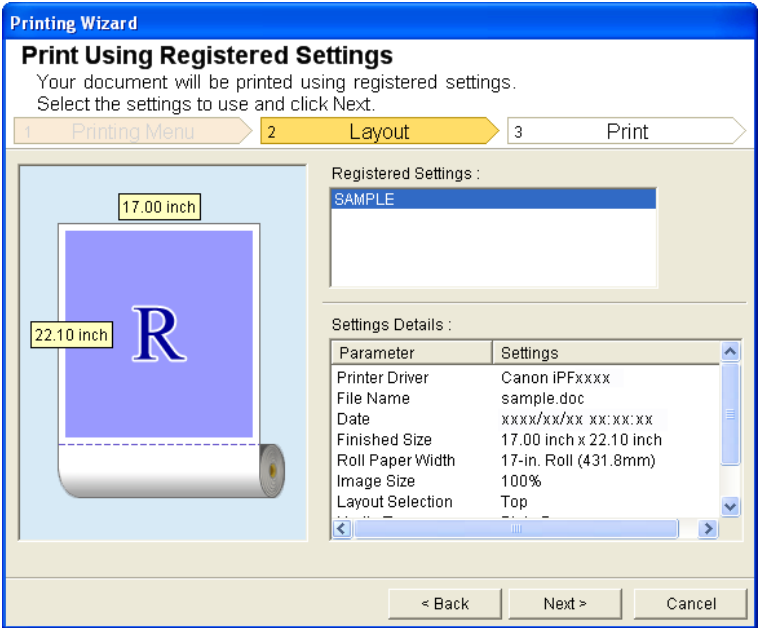 Printing Wizard
Print Using Registered Settings
Your document will be printed using registered settings.
Select the settings to use and click Next.
1 Printing Menu
2 Layout
3 Print
17.00 inch
22.10 inch
R
Registered Settings :
SAMPLE
Settings Details :
Parameter Settings
Printer Driver Canon iPFxxxx
File Name sample.doc
Date xxxx/xx/xx xx:xx:xx
Finished Size 17.00 inch x 22.10 inch
Roll Paper Width 17-in. Roll (431.8mm)
Image Size 100%
Layout Selection Top
< Back
Next >
Cancel